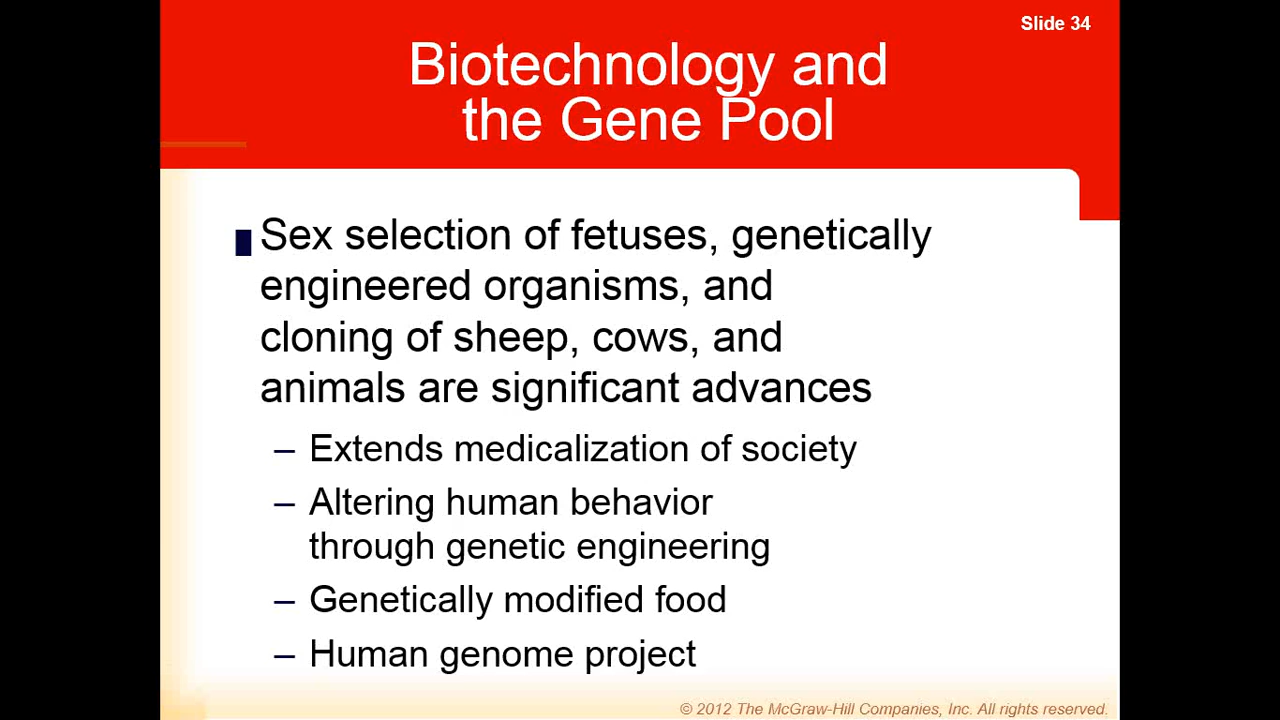 Slide 34
Biotechnology and
the Gene Pool
Sex selection of fetuses, genetically
engineered organisms, and
cloning of sheep, cows, and
animals are significant advances
– Extends medicalization of society
– Altering human behavior
through genetic engineering
– Genetically modified food
– Human genome project
© 2012 The McGraw-Hill Companies, Inc. All rights reserved.